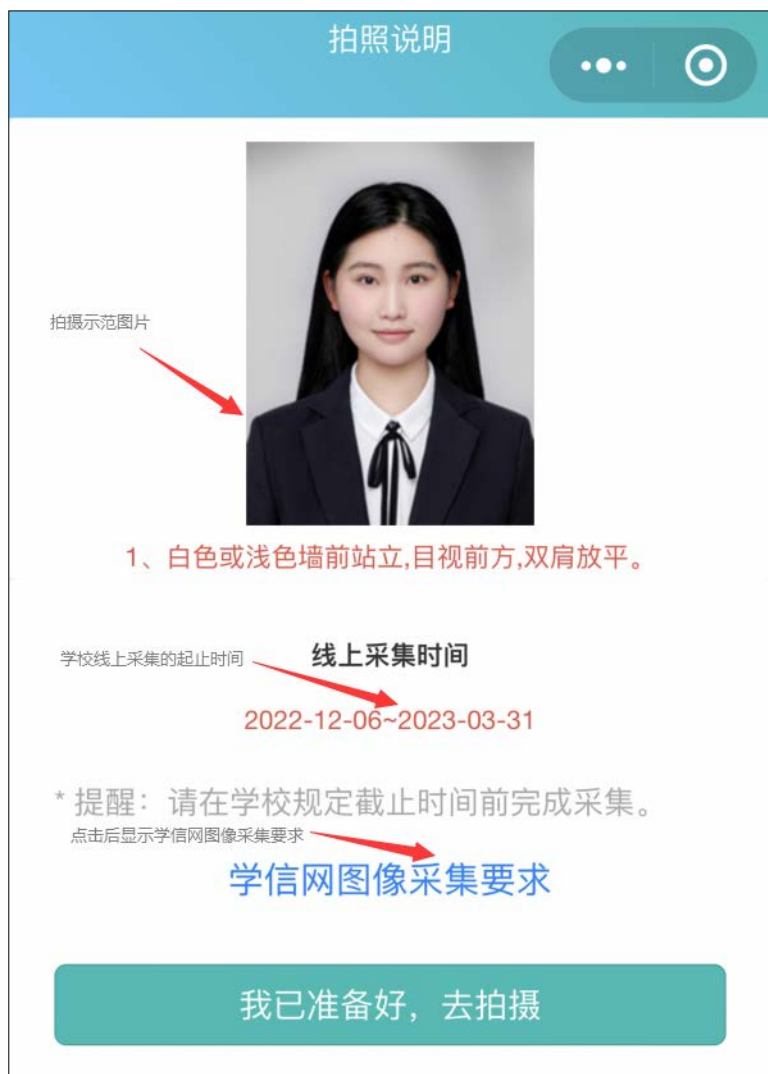 拍照说明
拍摄示范图片
1、白色或浅色墙前站立,目视前方,双肩放平。
学校线上采集的起止时间
线上采集时间
2022-12-06~2023-03-31
* 提醒：请在学校规定截止时间前完成采集。
点击后显示学信网图像采集要求
学信网图像采集要求
我已准备好，去拍摄